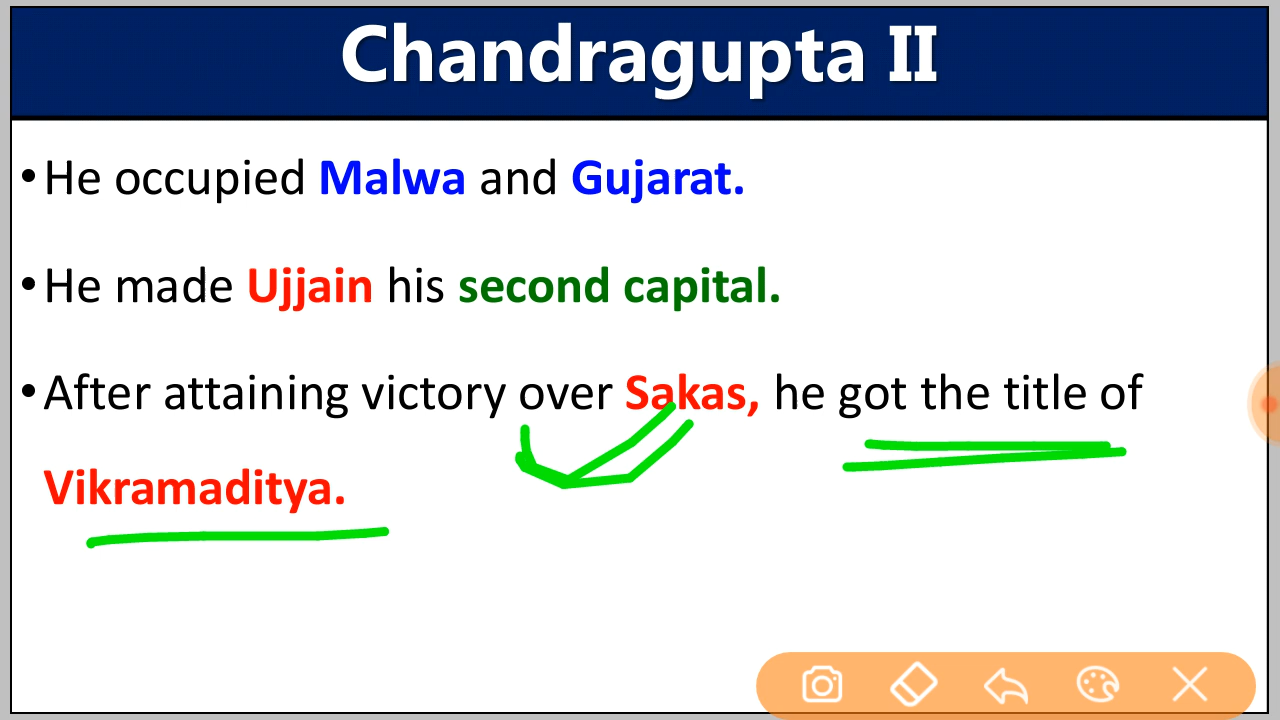 Chandragupta II
•He occupied Malwa and Gujarat.
•He made Ujjain his second capital.
•After attaining victory over Sakas, he got the title of
Vikramaditya.